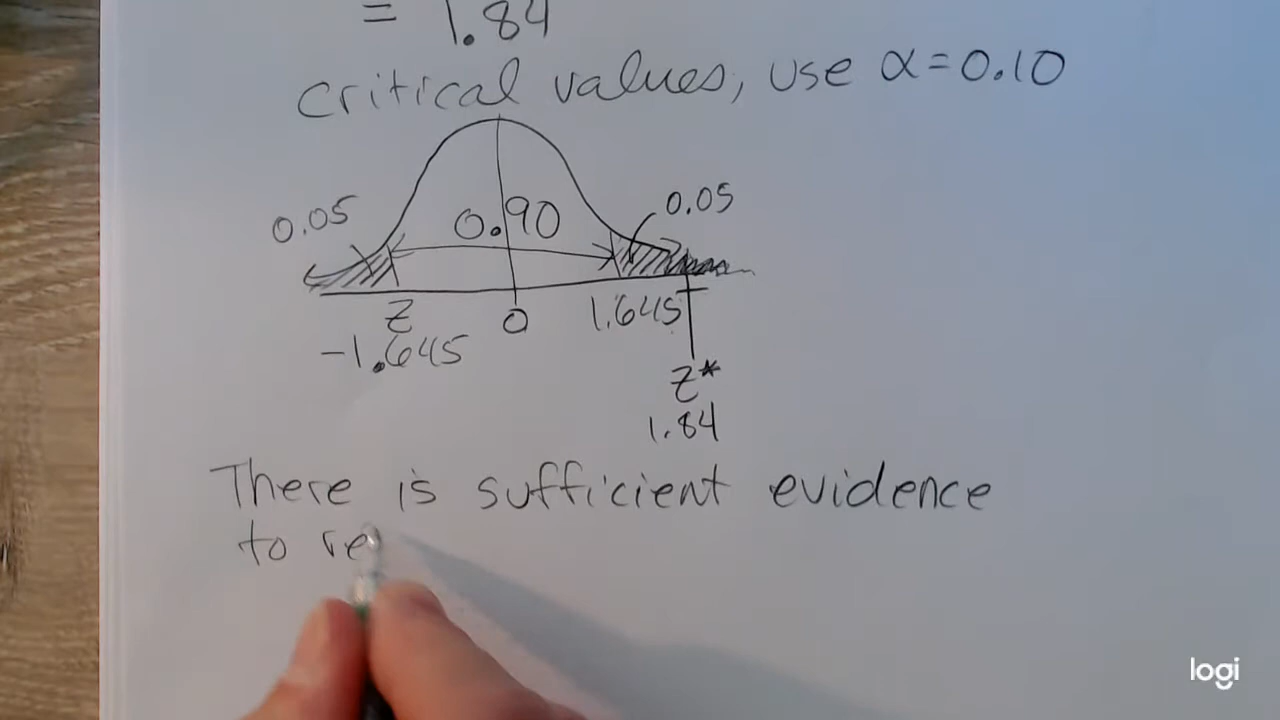 = 1.84
critical values, use α=0.10
0.05
0.90
0.05
z
0
1.645
-1.645
z*
1.84
There is sufficient evidence
to re
logi